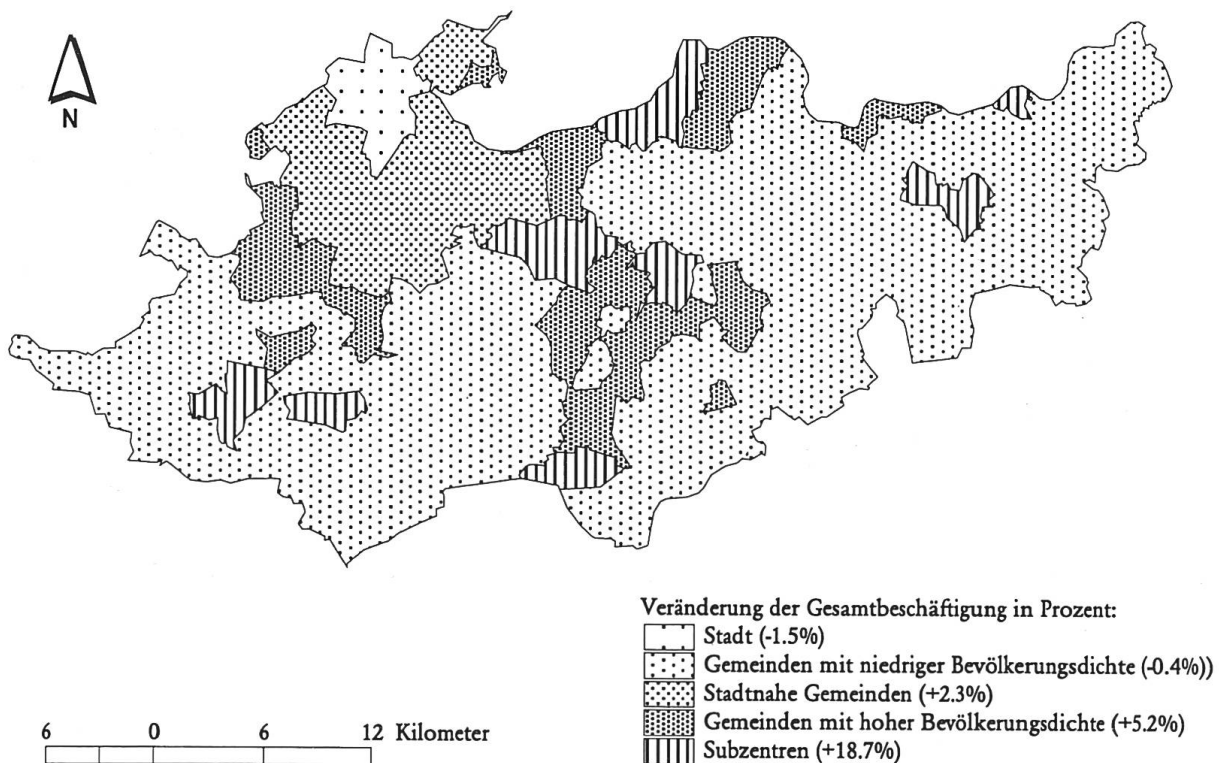 N
Veränderung der Gesamtbeschäftigung in Prozent:
Stadt (-1.5%)
Gemeinden mit niedriger Bevölkerungsdichte (-0.4%))
Stadtnahe Gemeinden (+2.3%)
Gemeinden mit hoher Bevölkerungsdichte (+5.2%)
Subzentren (+18.7%)
6 0 6 12 Kilometer